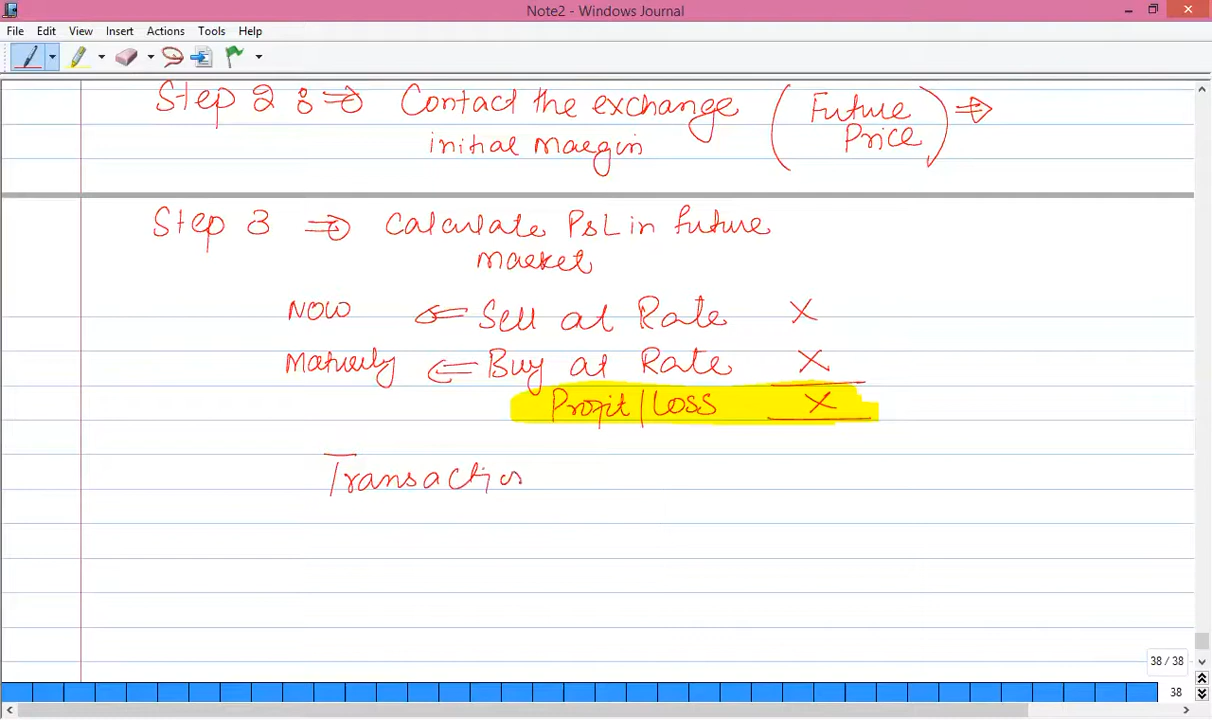 Note2 - Windows Journal
File Edit View Insert Actions Tools Help
Step 2 : ⇒ Contact the exchange (Future Price) ⇒
initial margin
Step 3 ⇒ Calculate P&L in future
market
NOW ⇐ Sell at Rate X
Maturity ⇐ Buy at Rate X
Profit/Loss X
Transactio
38 / 38
38